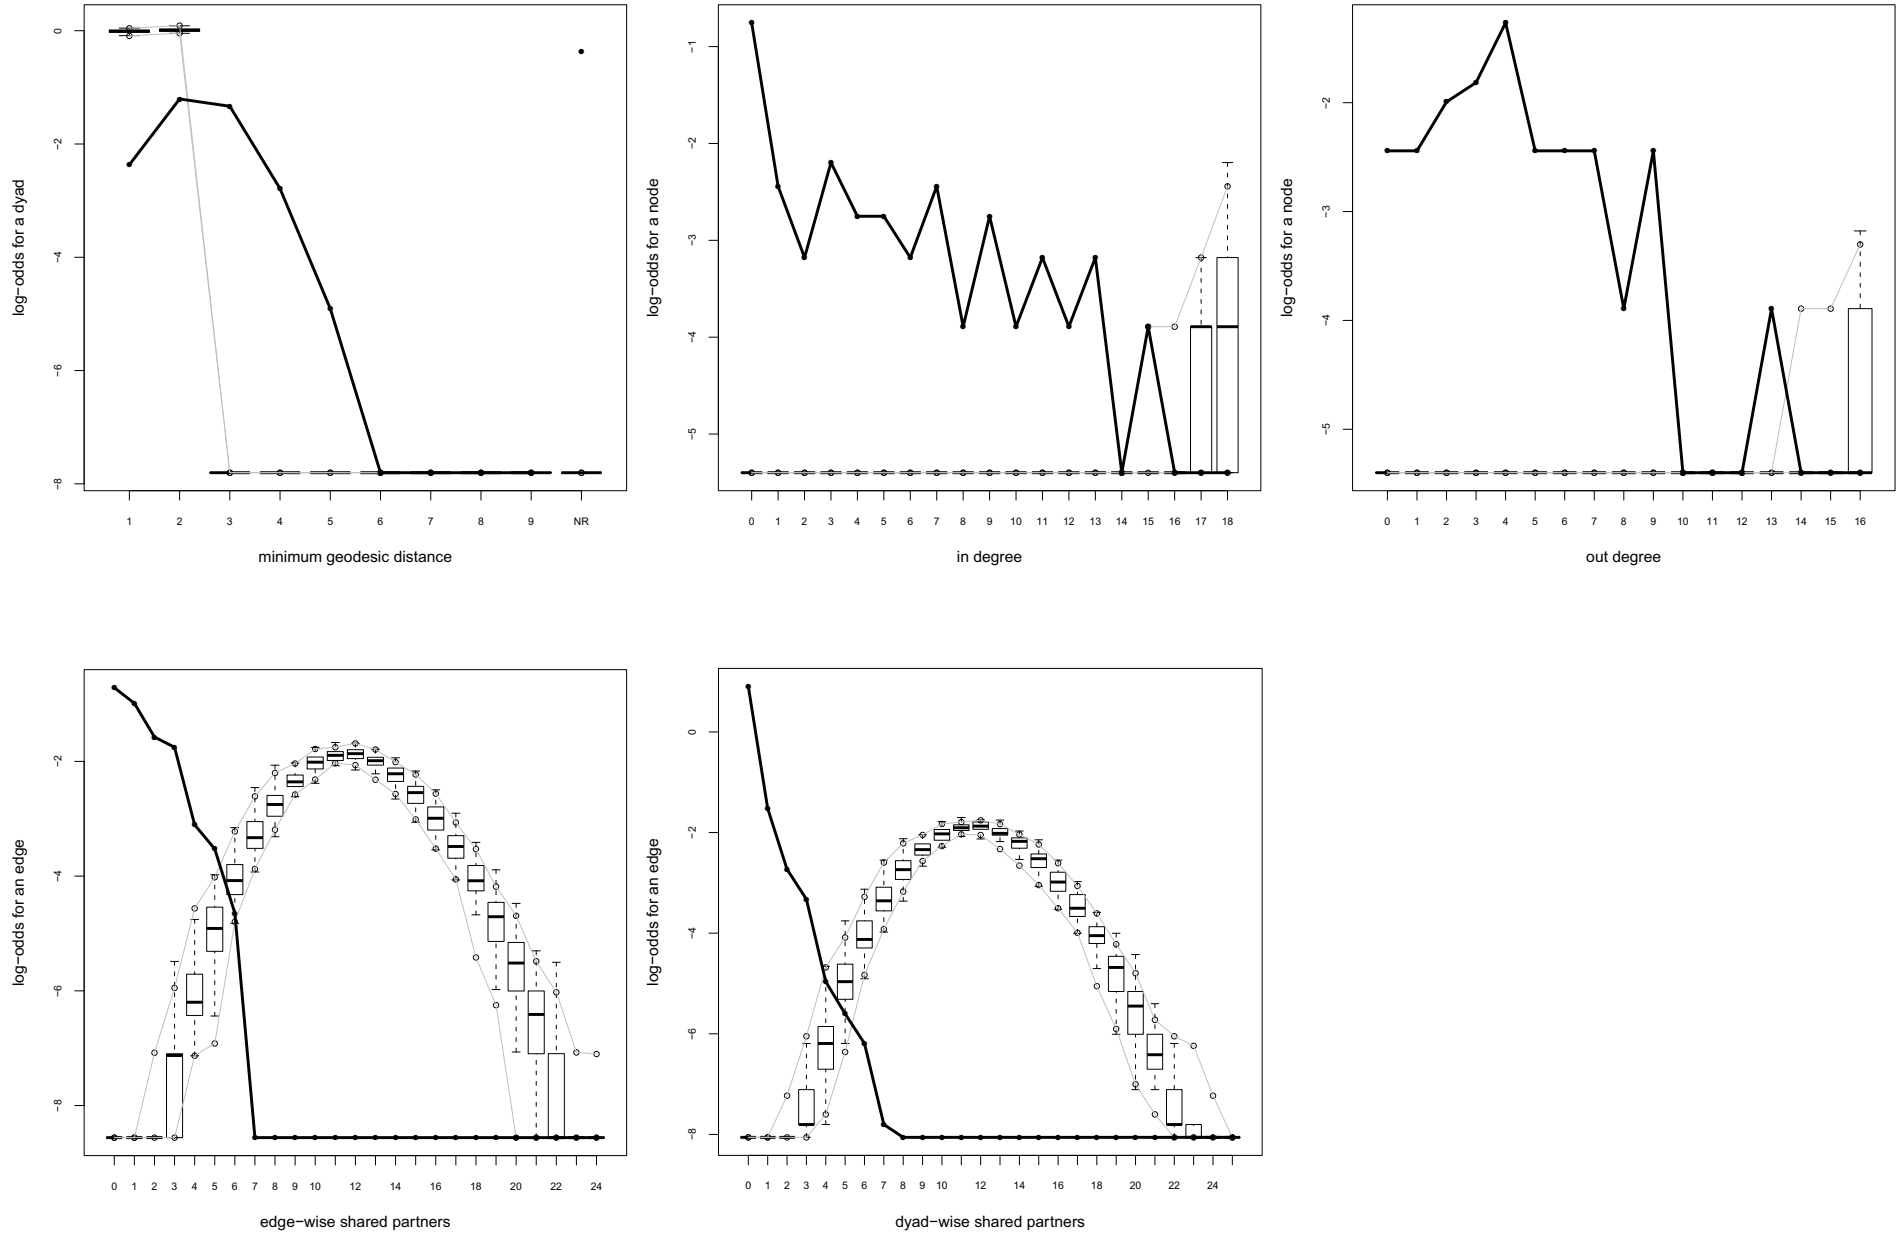 log−odds for a dyad
0
−2
−4
−6
−8
1 2 3 4 5 6 7 8 9 NR
minimum geodesic distance
log−odds for a node
−1
−2
−3
−4
−5
0 1 2 3 4 5 6 7 8 9 10 11 12 13 14 15 16 17 18
in degree
log−odds for a node
−2
−3
−4
−5
0 1 2 3 4 5 6 7 8 9 10 11 12 13 14 15 16
out degree
log−odds for an edge
−2
−4
−6
−8
0 1 2 3 4 5 6 7 8 9 10 12 14 16 18 20 22 24
edge−wise shared partners
log−odds for an edge
0
−2
−4
−6
−8
0 1 2 3 4 5 6 7 8 9 10 12 14 16 18 20 22 24
dyad−wise shared partners